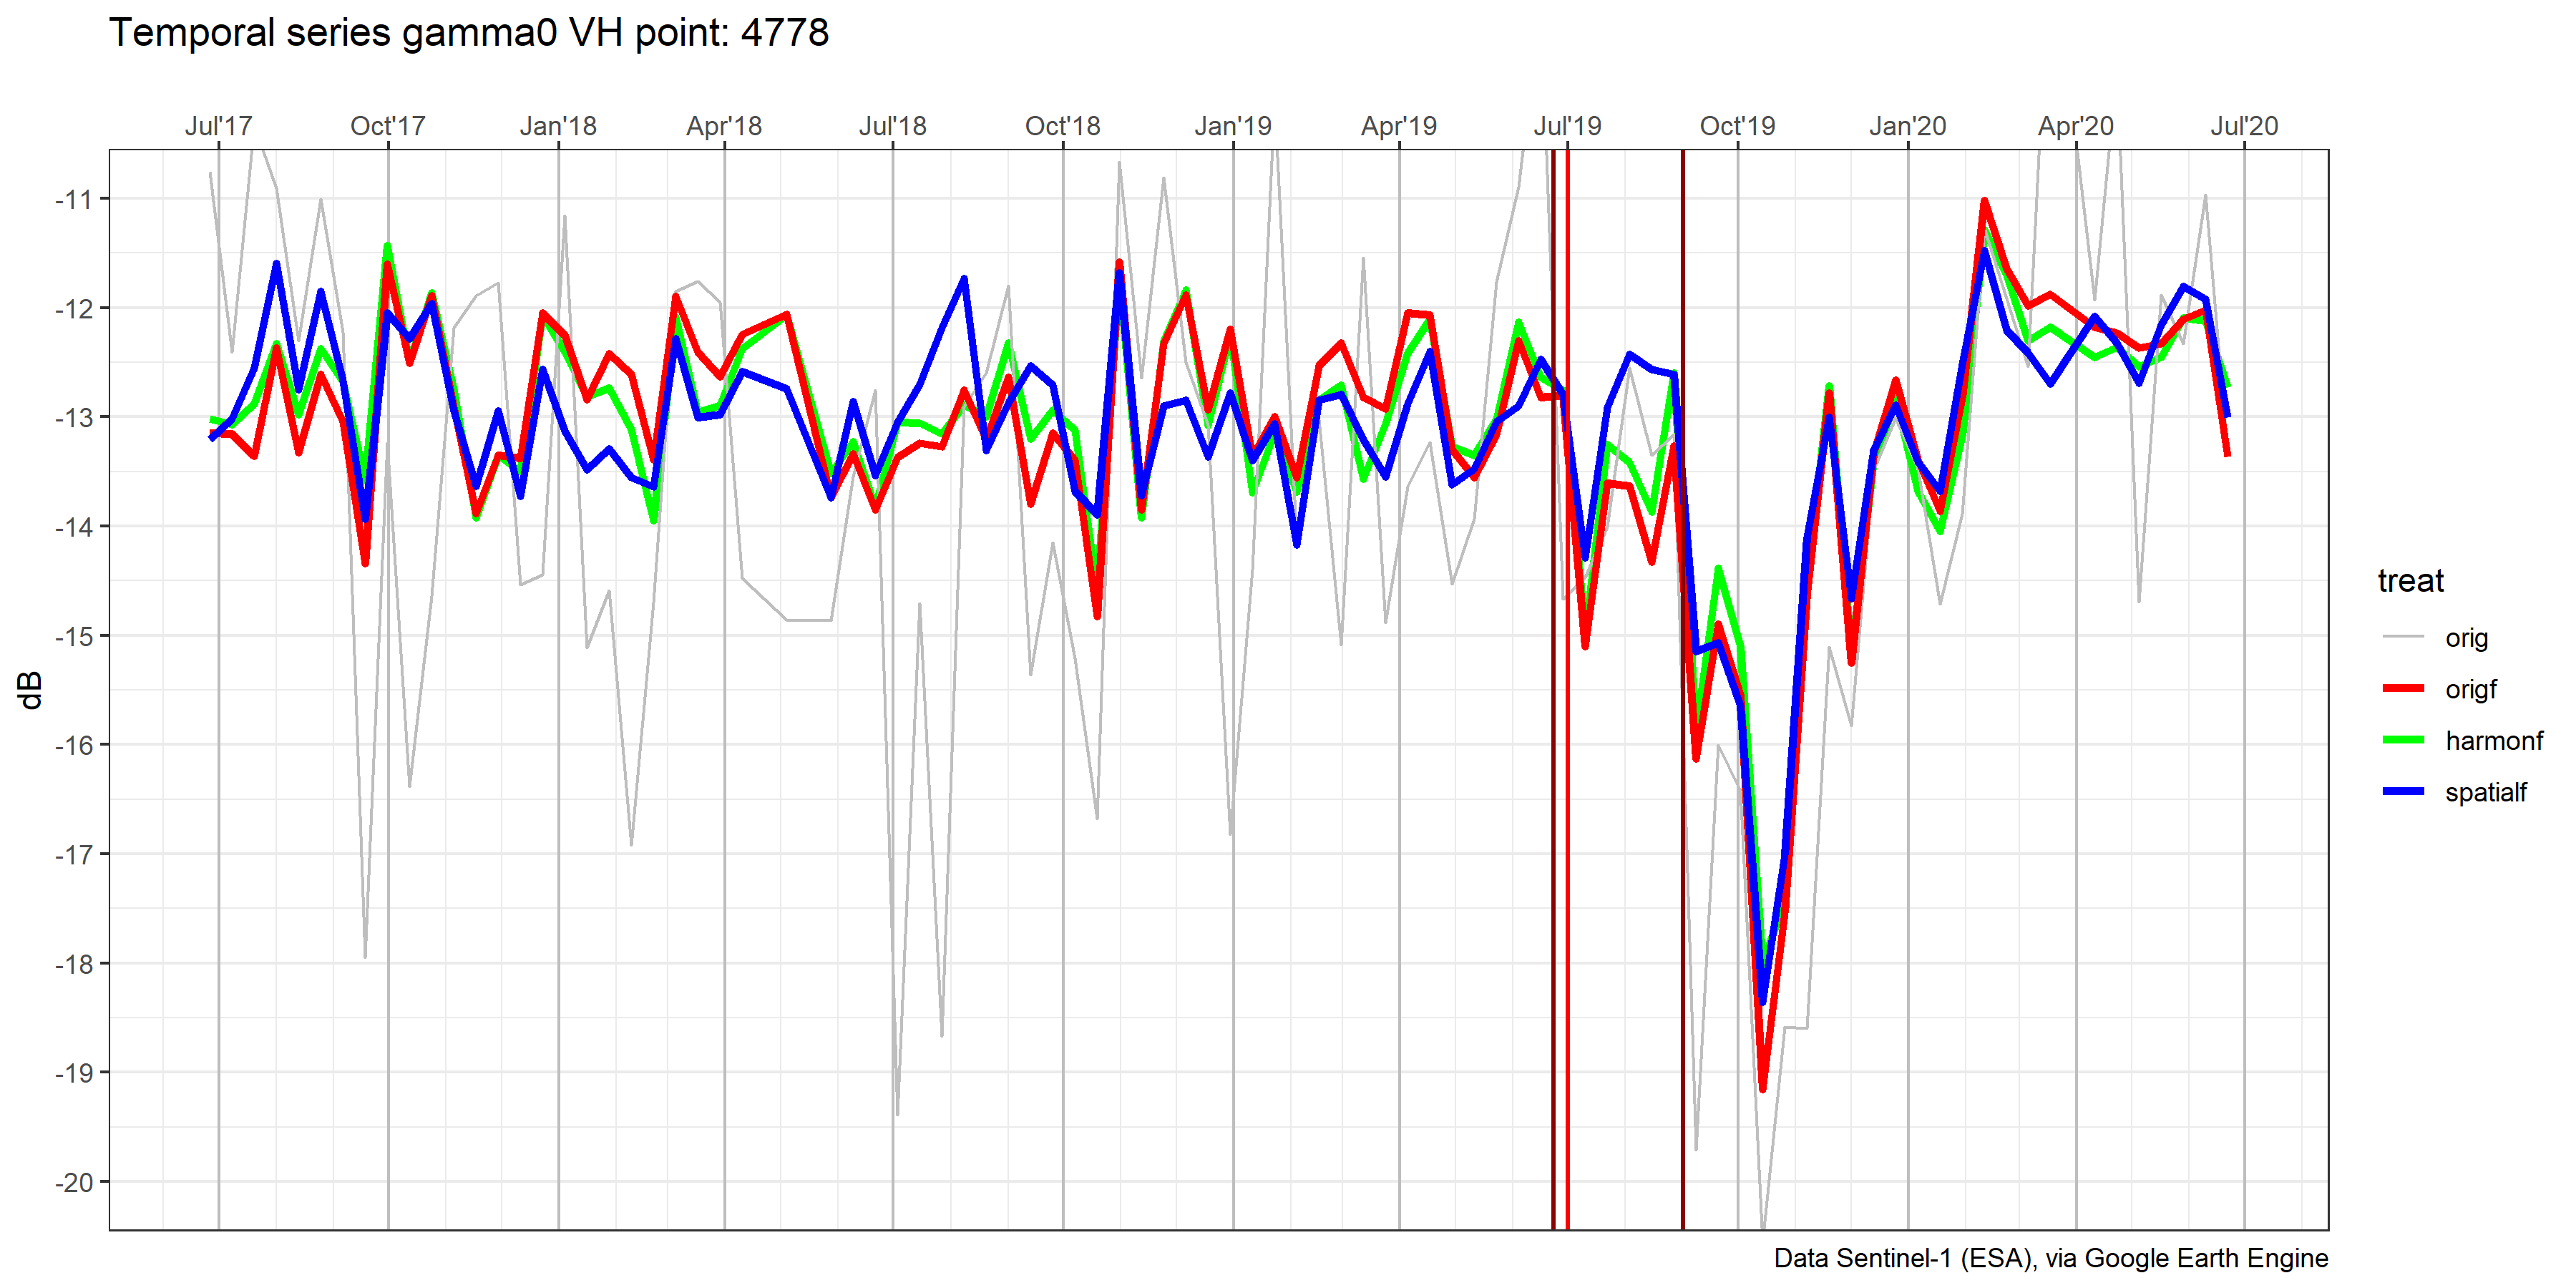 Temporal series gamma0 VH point: 4778
Jul'17 Oct'17 Jan'18 Apr'18 Jul'18 Oct'18 Jan'19 Apr'19 Jul'19 Oct'19 Jan'20 Apr'20 Jul'20
-11
-12
-13
-14
-15
-16
-17
-18
-19
-20
dB
treat
orig
origf
harmonf
spatialf
Data Sentinel-1 (ESA), via Google Earth Engine